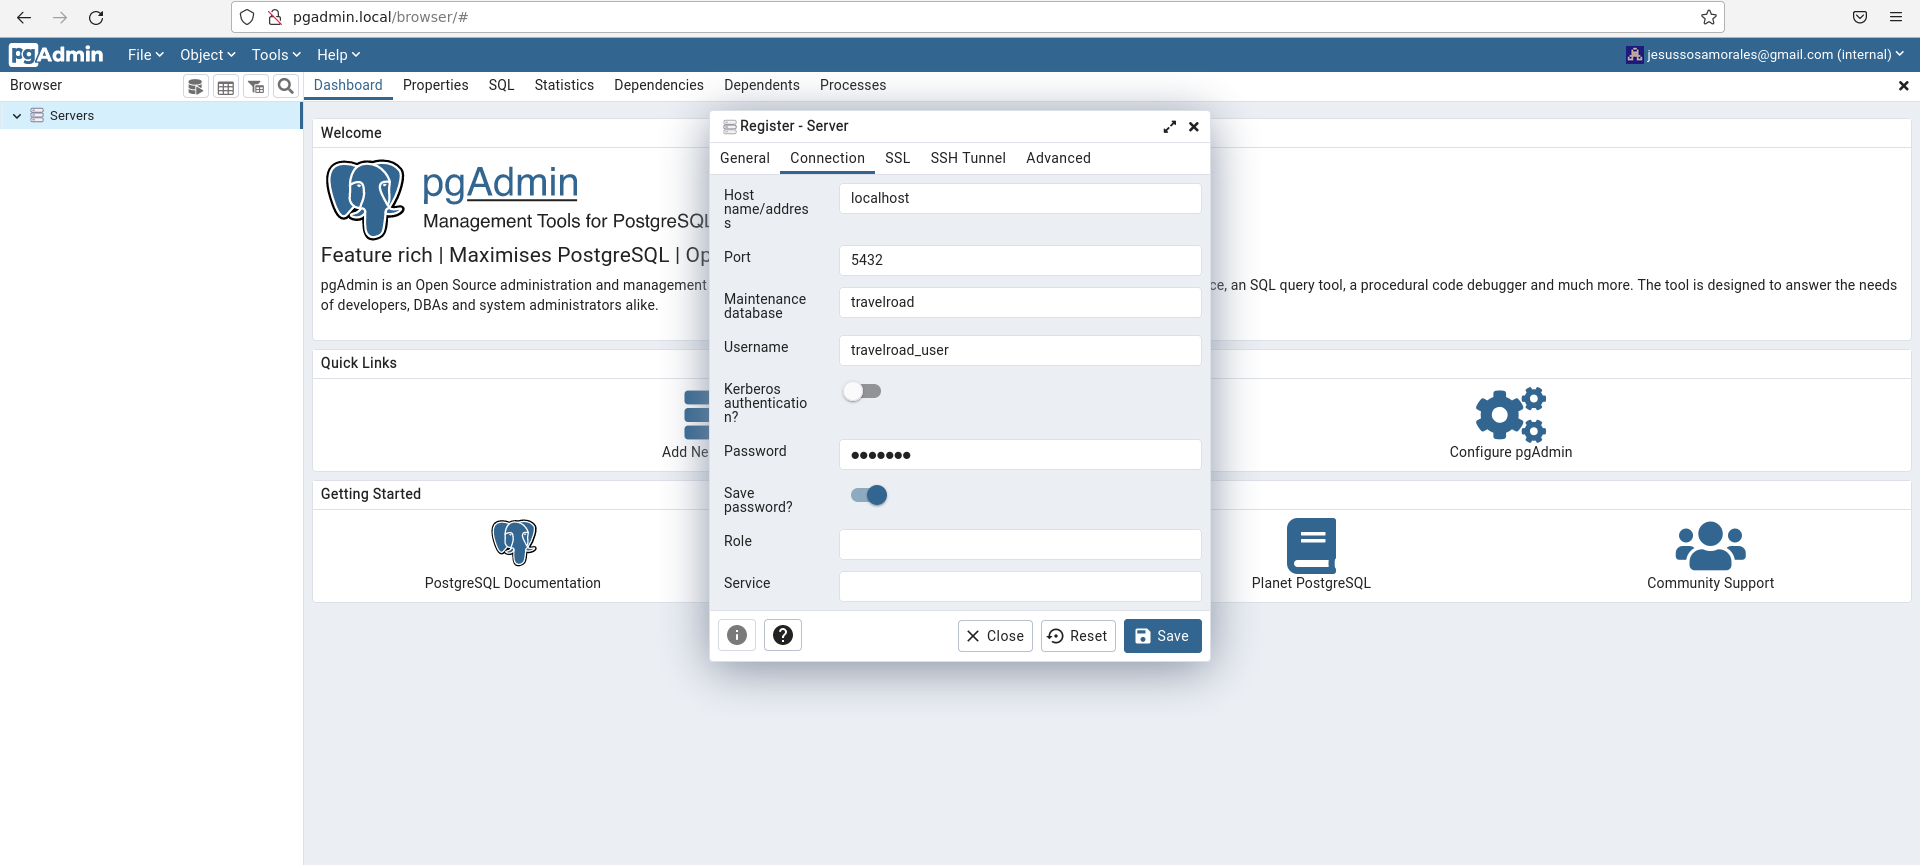 pgadmin.local/browser/#
pgAdmin
File
Object
Tools
Help
jesussosamorales@gmail.com (internal)
Browser
Dashboard
Properties
SQL
Statistics
Dependencies
Dependents
Processes
Servers
Welcome
pgAdmin
Management Tools for PostgreSQL
Feature rich | Maximises PostgreSQL | Op
pgAdmin is an Open Source administration and management
ce, an SQL query tool, a procedural code debugger and much more. The tool is designed to answer the needs
of developers, DBAs and system administrators alike.
Quick Links
Add Ne
Configure pgAdmin
Getting Started
PostgreSQL Documentation
Planet PostgreSQL
Community Support
Register - Server
General
Connection
SSL
SSH Tunnel
Advanced
Host
name/addres
s
localhost
Port
5432
Maintenance
database
travelroad
Username
travelroad_user
Kerberos
authenticatio
n?
Password
•••••••
Save
password?
Role
Service
Close
Reset
Save